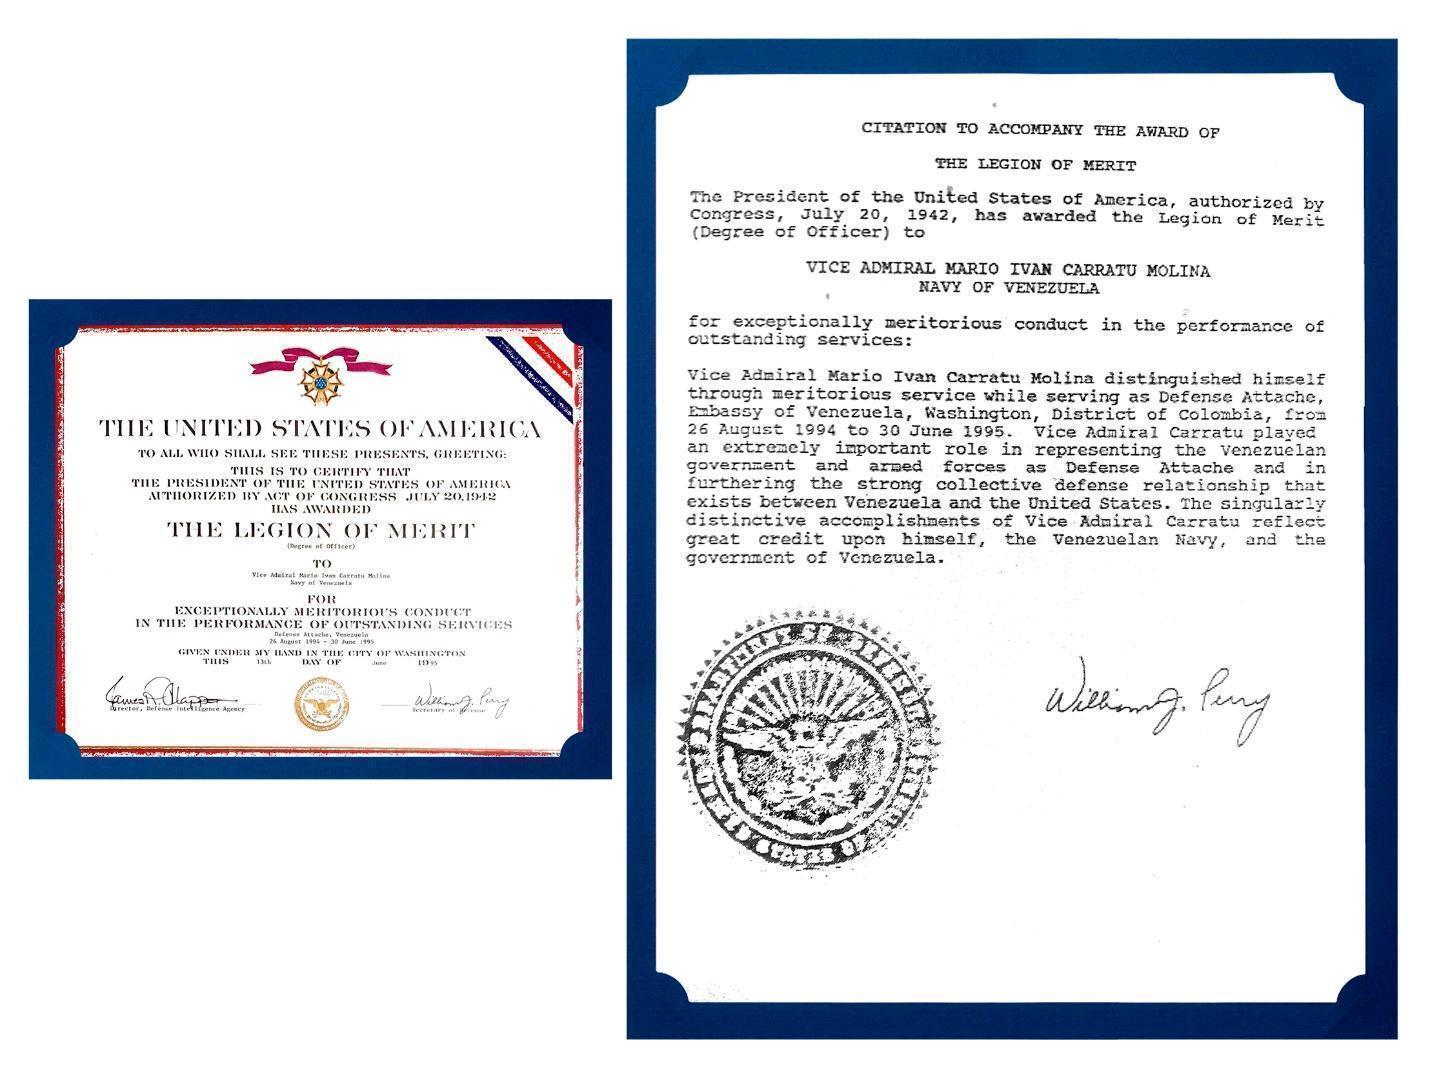 THE UNITED STATES OF AMERICA
TO ALL WHO SHALL SEE THESE PRESENTS, GREETING:
THIS IS TO CERTIFY THAT
THE PRESIDENT OF THE UNITED STATES OF AMERICA
AUTHORIZED BY ACT OF CONGRESS JULY 20, 1942
HAS AWARDED
THE LEGION OF MERIT
(Degree of Officer)
TO
Vice Admiral Mario Ivan Carratu Molina
Navy of Venezuela
FOR
EXCEPTIONALLY MERITORIOUS CONDUCT
IN THE PERFORMANCE OF OUTSTANDING SERVICES
Defense Attache, Venezuela
26 August 1994 - 30 June 1995
GIVEN UNDER MY HAND IN THE CITY OF WASHINGTON
THIS 13th DAY OF June 1995
James R. Clapper William J. Perry
Director, Defense Intelligence Agency Secretary of Defense
CITATION TO ACCOMPANY THE AWARD OF
THE LEGION OF MERIT
The President of the United States of America, authorized by
Congress, July 20, 1942, has awarded the Legion of Merit
(Degree of Officer) to
VICE ADMIRAL MARIO IVAN CARRATU MOLINA
NAVY OF VENEZUELA
for exceptionally meritorious conduct in the performance of
outstanding services:
Vice Admiral Mario Ivan Carratu Molina distinguished himself
through meritorious service while serving as Defense Attache,
Embassy of Venezuela, Washington, District of Colombia, from
26 August 1994 to 30 June 1995. Vice Admiral Carratu played
an extremely important role in representing the Venezuelan
government and armed forces as Defense Attache and in
furthering the strong collective defense relationship that
exists between Venezuela and the United States. The singularly
distinctive accomplishments of Vice Admiral Carratu reflect
great credit upon himself, the Venezuelan Navy, and the
government of Venezuela.
William J. Perry